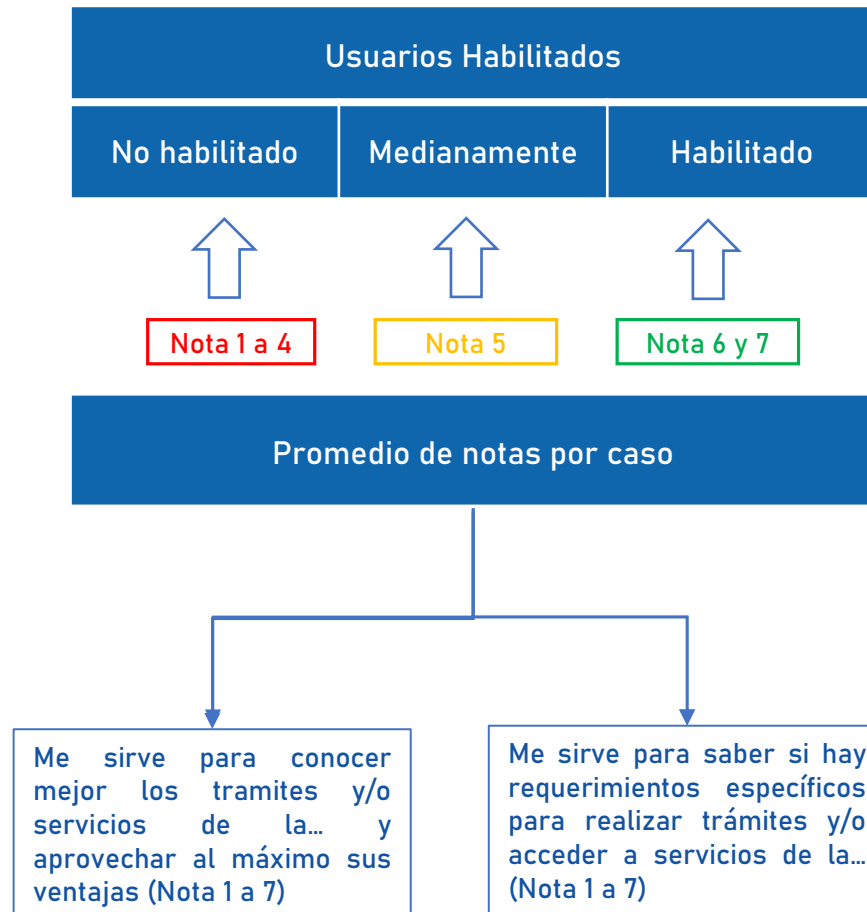 Usuarios Habilitados
No habilitado
Medianamente
Habilitado
Nota 1 a 4
Nota 5
Nota 6 y 7
Promedio de notas por caso
Me sirve para conocer
mejor los tramites y/o
servicios de la... y
aprovechar al máximo sus
ventajas (Nota 1 a 7)
Me sirve para saber si hay
requerimientos específicos
para realizar trámites y/o
acceder a servicios de la...
(Nota 1 a 7)